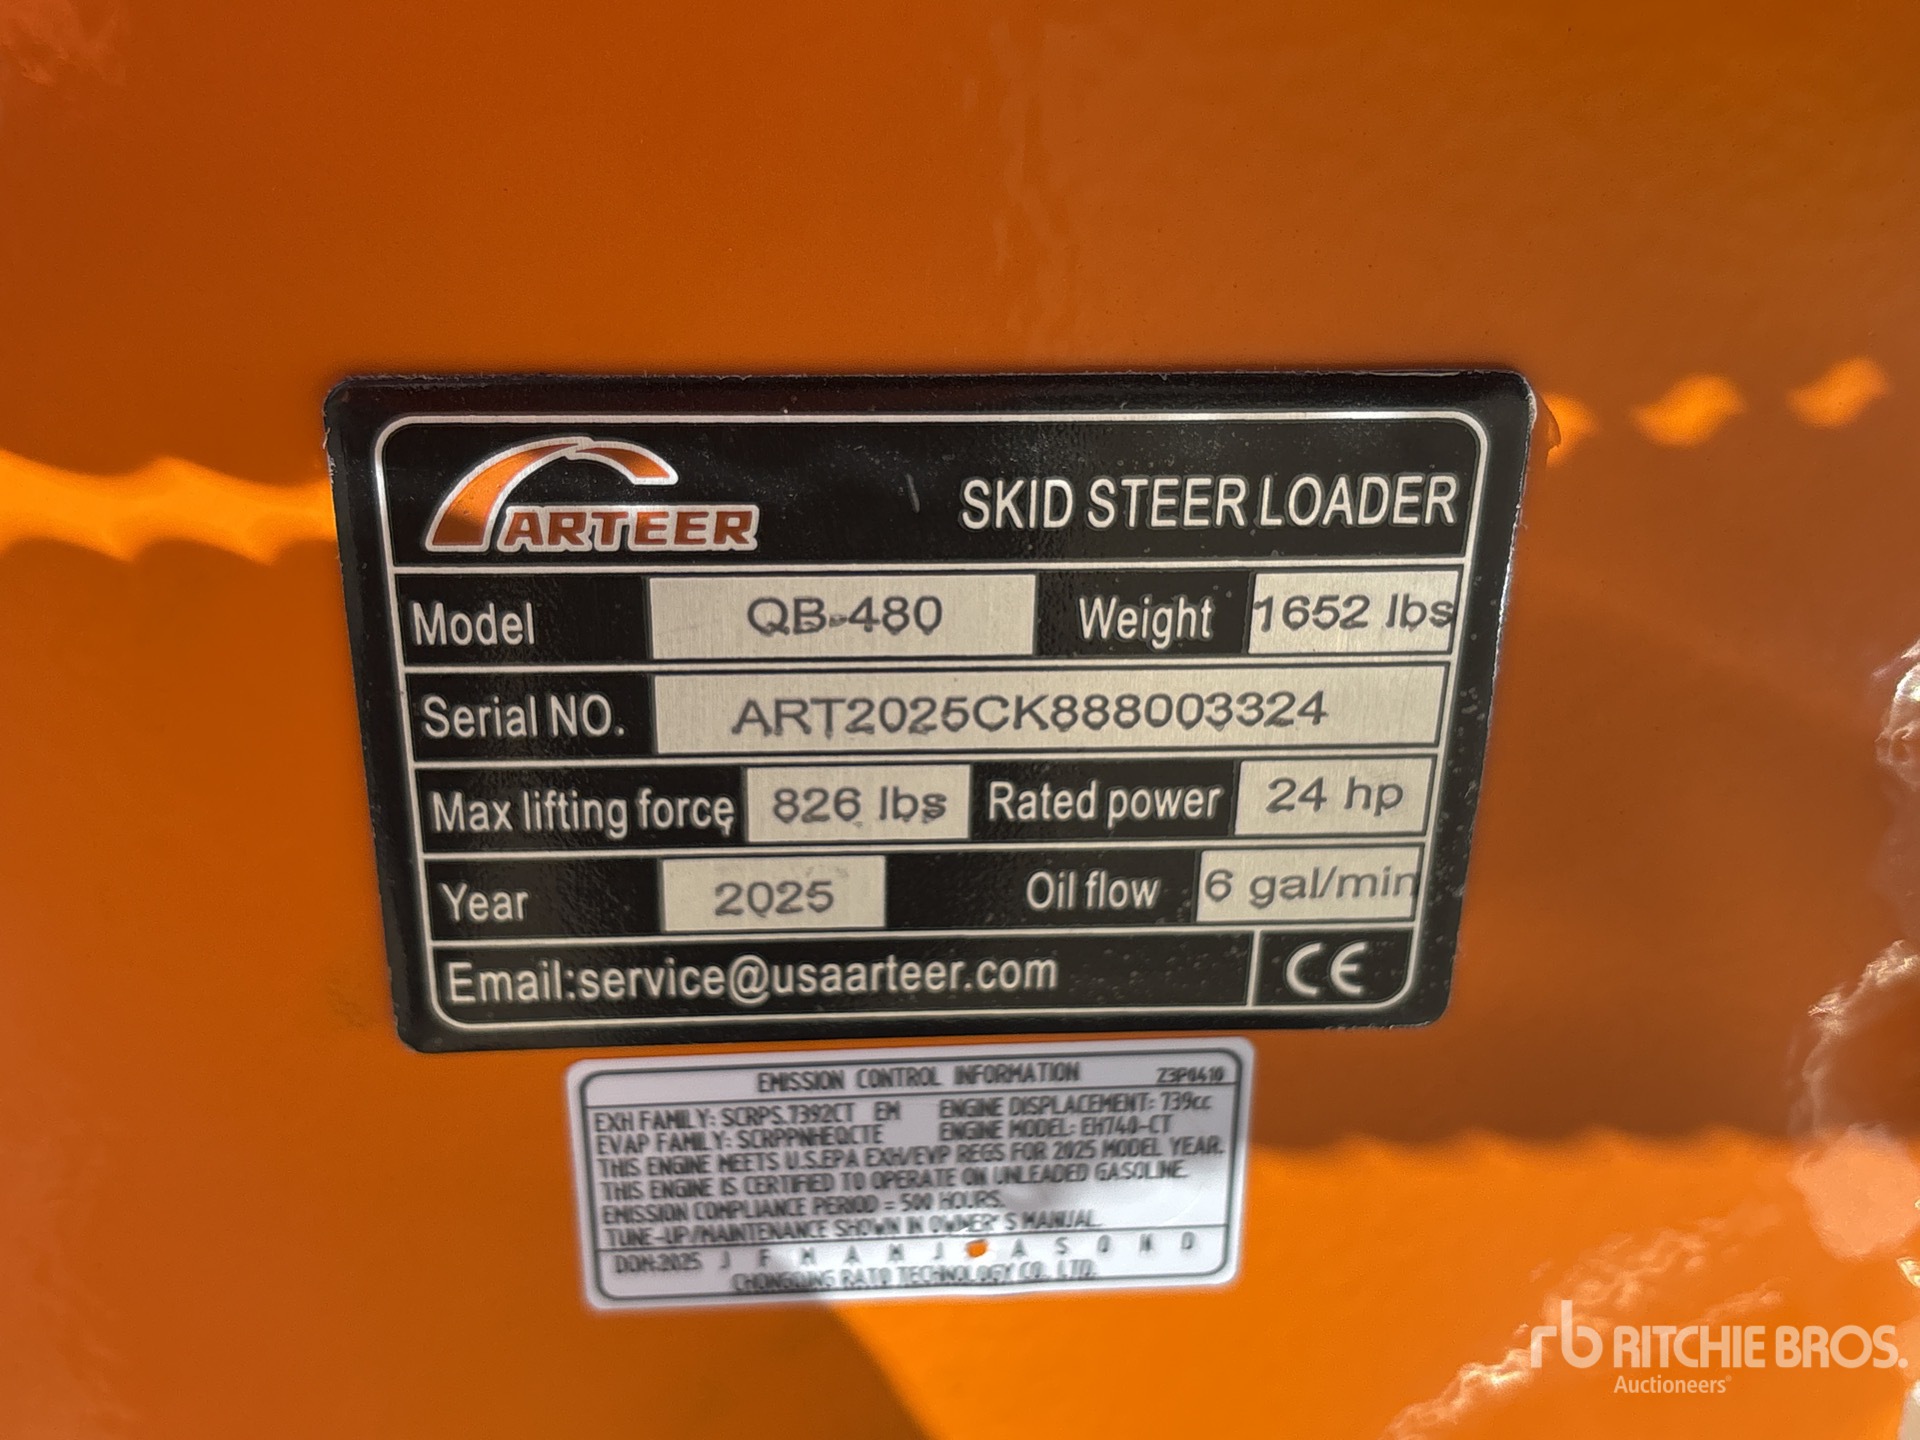 ARTEER
SKID STEER LOADER
Model QB-480 Weight 1652 lbs
Serial NO. ART2025CK888003324
Max lifting force 826 lbs Rated power 24 hp
Year 2025 Oil flow 6 gal/min
Email:service@usaarteer.com CE
EMISSION CONTROL INFORMATION Z3P0410
EXH FAMILY: SCRPS.7392CT EM ENGINE DISPLACEMENT: 739cc
EVAP FAMILY: SCRPPNHEQCTE ENGINE MODEL: EH740-CT
THIS ENGINE MEETS U.S.EPA EXH/EVP REGS FOR 2025 MODEL YEAR.
THIS ENGINE IS CERTIFIED TO OPERATE ON UNLEADED GASOLINE.
EMISSION COMPLIANCE PERIOD = 500 HOURS.
TUNE-UP/MAINTENANCE SHOWN IN OWNER'S MANUAL.
DOM:2025 J F M A M J A S O N D
CHONGQING RATO TECHNOLOGY CO., LTD.
rb RITCHIE BROS.
Auctioneers